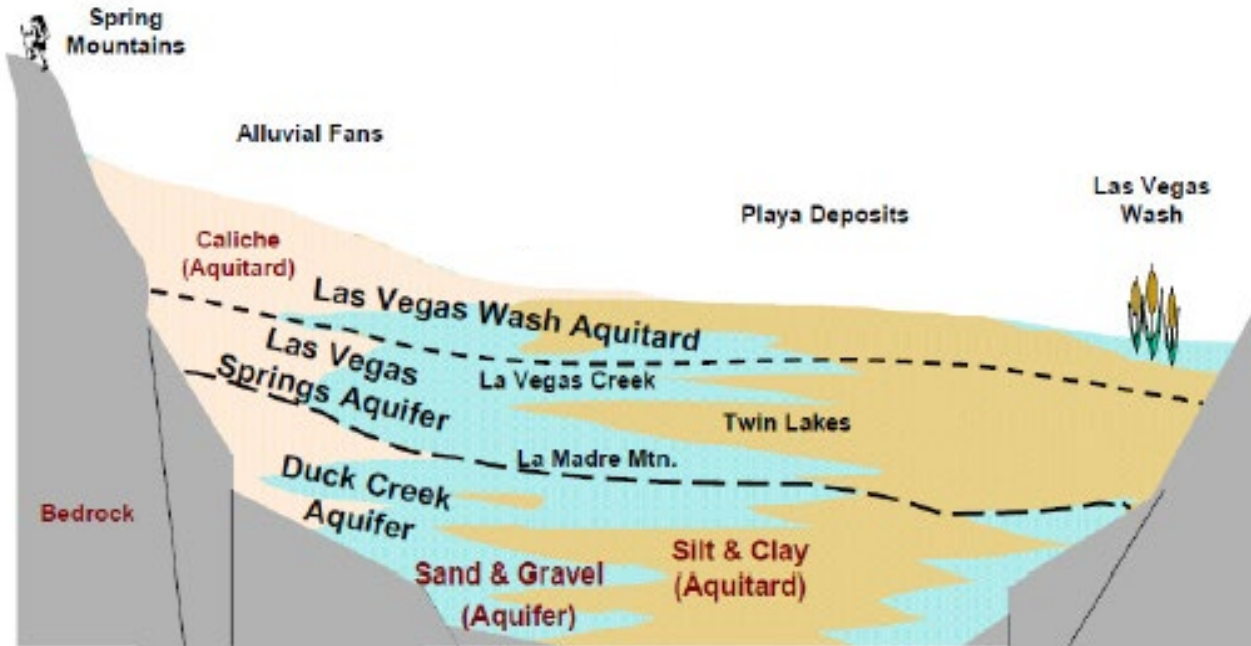 Spring
Mountains
Alluvial Fans
Las Vegas
Wash
Playa Deposits
Caliche
(Aquitard)
Las Vegas Wash Aquitard
Las Vegas
Springs Aquifer
La Vegas Creek
Twin Lakes
La Madre Mtn.
Duck Creek
Aquifer
Bedrock
Silt & Clay
(Aquitard)
Sand & Gravel
(Aquifer)